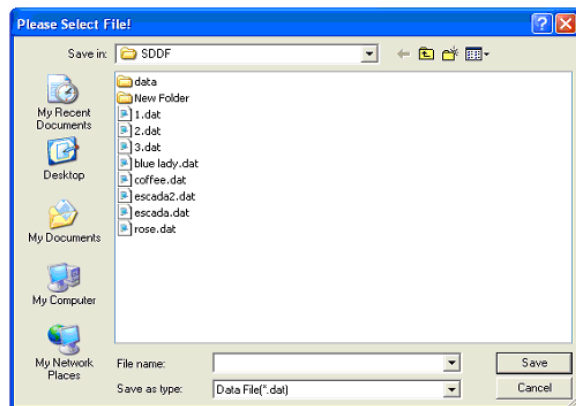 Please Select File!
Save in:
SDDF
My Recent
Documents
Desktop
My Documents
My Computer
My Network
Places
data
New Folder
1.dat
2.dat
3.dat
blue lady.dat
coffee.dat
escada2.dat
escada.dat
rose.dat
File name:
Save
Save as type:
Data File(*.dat)
Cancel